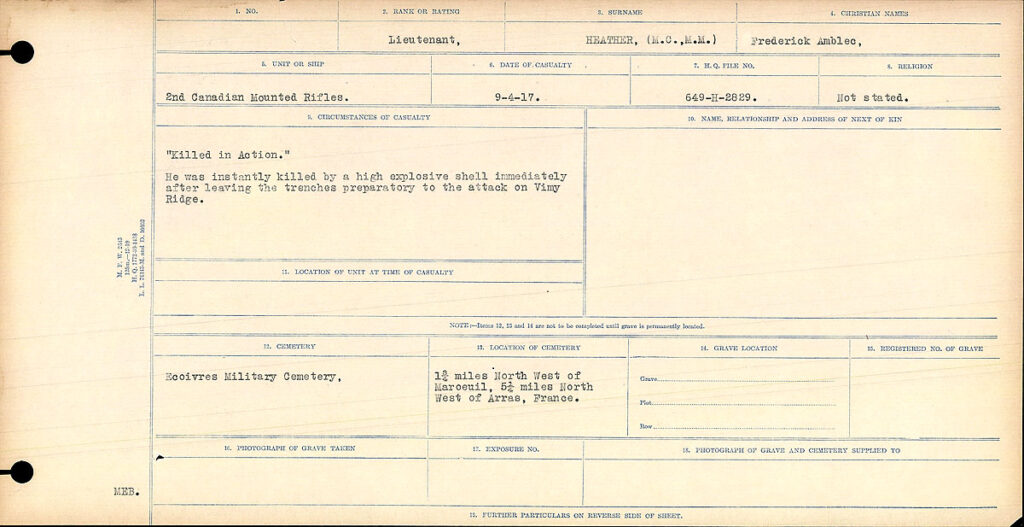 1. NO.
2. RANK OR RATING
3. SURNAME
4. CHRISTIAN NAMES
Lieutenant,
HEATHER, (M.C.,M.M.)
Frederick Amblec,
5. UNIT OR SHIP
6. DATE OF CASUALTY
7. H.Q. FILE NO.
8. RELIGION
2nd Canadian Mounted Rifles.
9-4-17.
649-H-2829.
Not stated.
9. CIRCUMSTANCES OF CASUALTY
10. NAME, RELATIONSHIP AND ADDRESS OF NEXT OF KIN
"Killed in Action."
He was instantly killed by a high explosive shell immediately
after leaving the trenches preparatory to the attack on Vimy
Ridge.
M. F. W. 2643
H. Q. 1772-39-1458
11. LOCATION OF UNIT AT TIME OF CASUALTY
NOTE:—Items 12, 13 and 14 are not to be completed until grave is permanently located.
12. CEMETERY
13. LOCATION OF CEMETERY
14. GRAVE LOCATION
15. REGISTERED NO. OF GRAVE
Ecoivres Military Cemetery,
1¾ miles North West of
Maroeuil, 5¼ miles North
West of Arras, France.
Grave
Plot
Row
16. PHOTOGRAPH OF GRAVE TAKEN
17. EXPOSURE NO.
18. PHOTOGRAPH OF GRAVE AND CEMETERY SUPPLIED TO
MEB.
19. FURTHER PARTICULARS ON REVERSE SIDE OF SHEET.